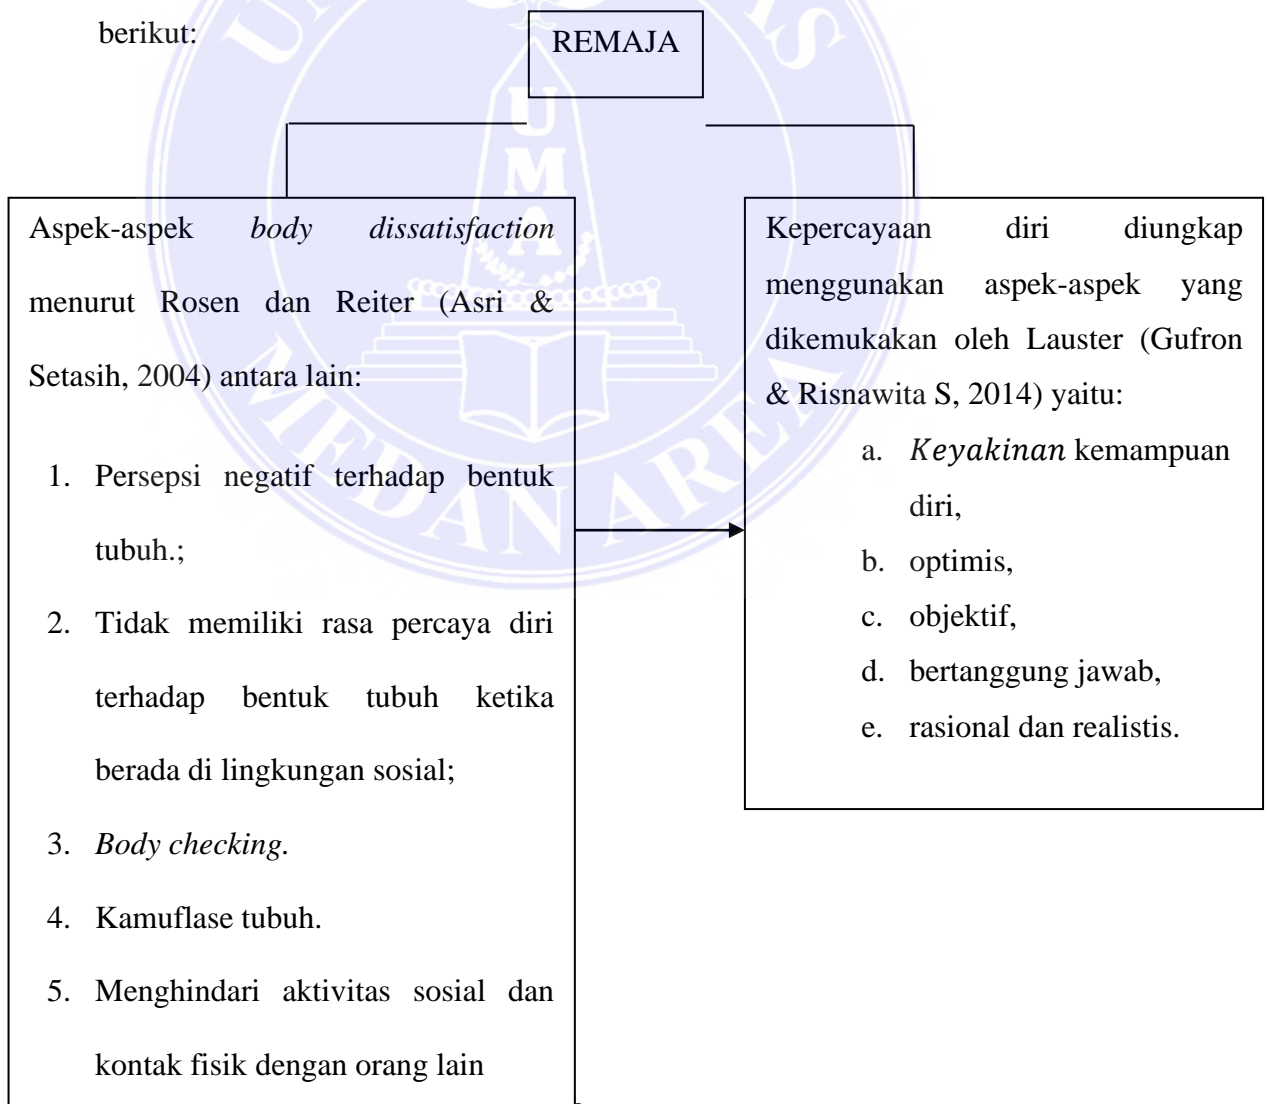 berikut:
REMAJA
Aspek-aspek body dissatisfaction
menurut Rosen dan Reiter (Asri &
Setasih, 2004) antara lain:
1. Persepsi negatif terhadap bentuk
tubuh.;
2. Tidak memiliki rasa percaya diri
terhadap bentuk tubuh ketika
berada di lingkungan sosial;
3. Body checking.
4. Kamuflase tubuh.
5. Menghindari aktivitas sosial dan
kontak fisik dengan orang lain
Kepercayaan diri diungkap
menggunakan aspek-aspek yang
dikemukakan oleh Lauster (Gufron
& Risnawita S, 2014) yaitu:
a. Keyakinan kemampuan
diri,
b. optimis,
c. objektif,
d. bertanggung jawab,
e. rasional dan realistis.
UMA
MEDAN AREA